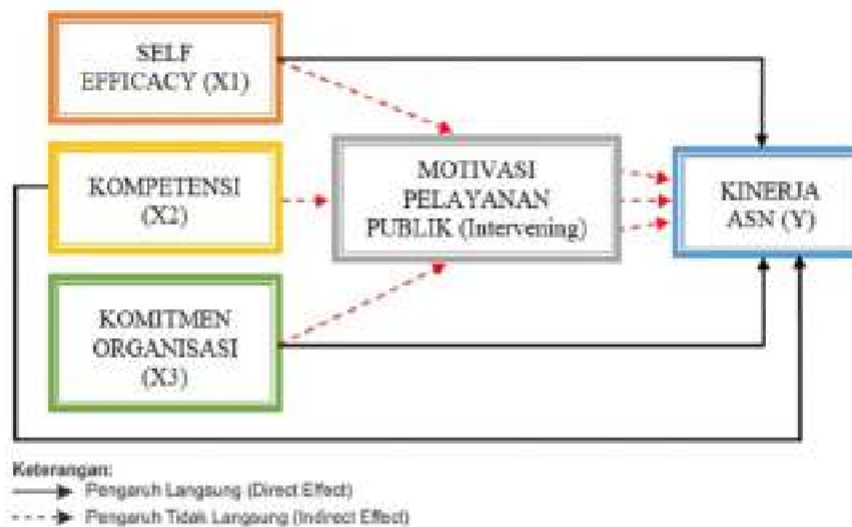 SELF
EFFICACY (X1)
KOMPETENSI
(X2)
KOMITMEN
ORGANISASI
(X3)
MOTIVASI
PELAYANAN
PUBLIK (Intervening)
KINERJA
ASN (Y)
Keterangan:
Pengaruh Langsung (Direct Effect)
Pengaruh Tidak Langsung (Indirect Effect)